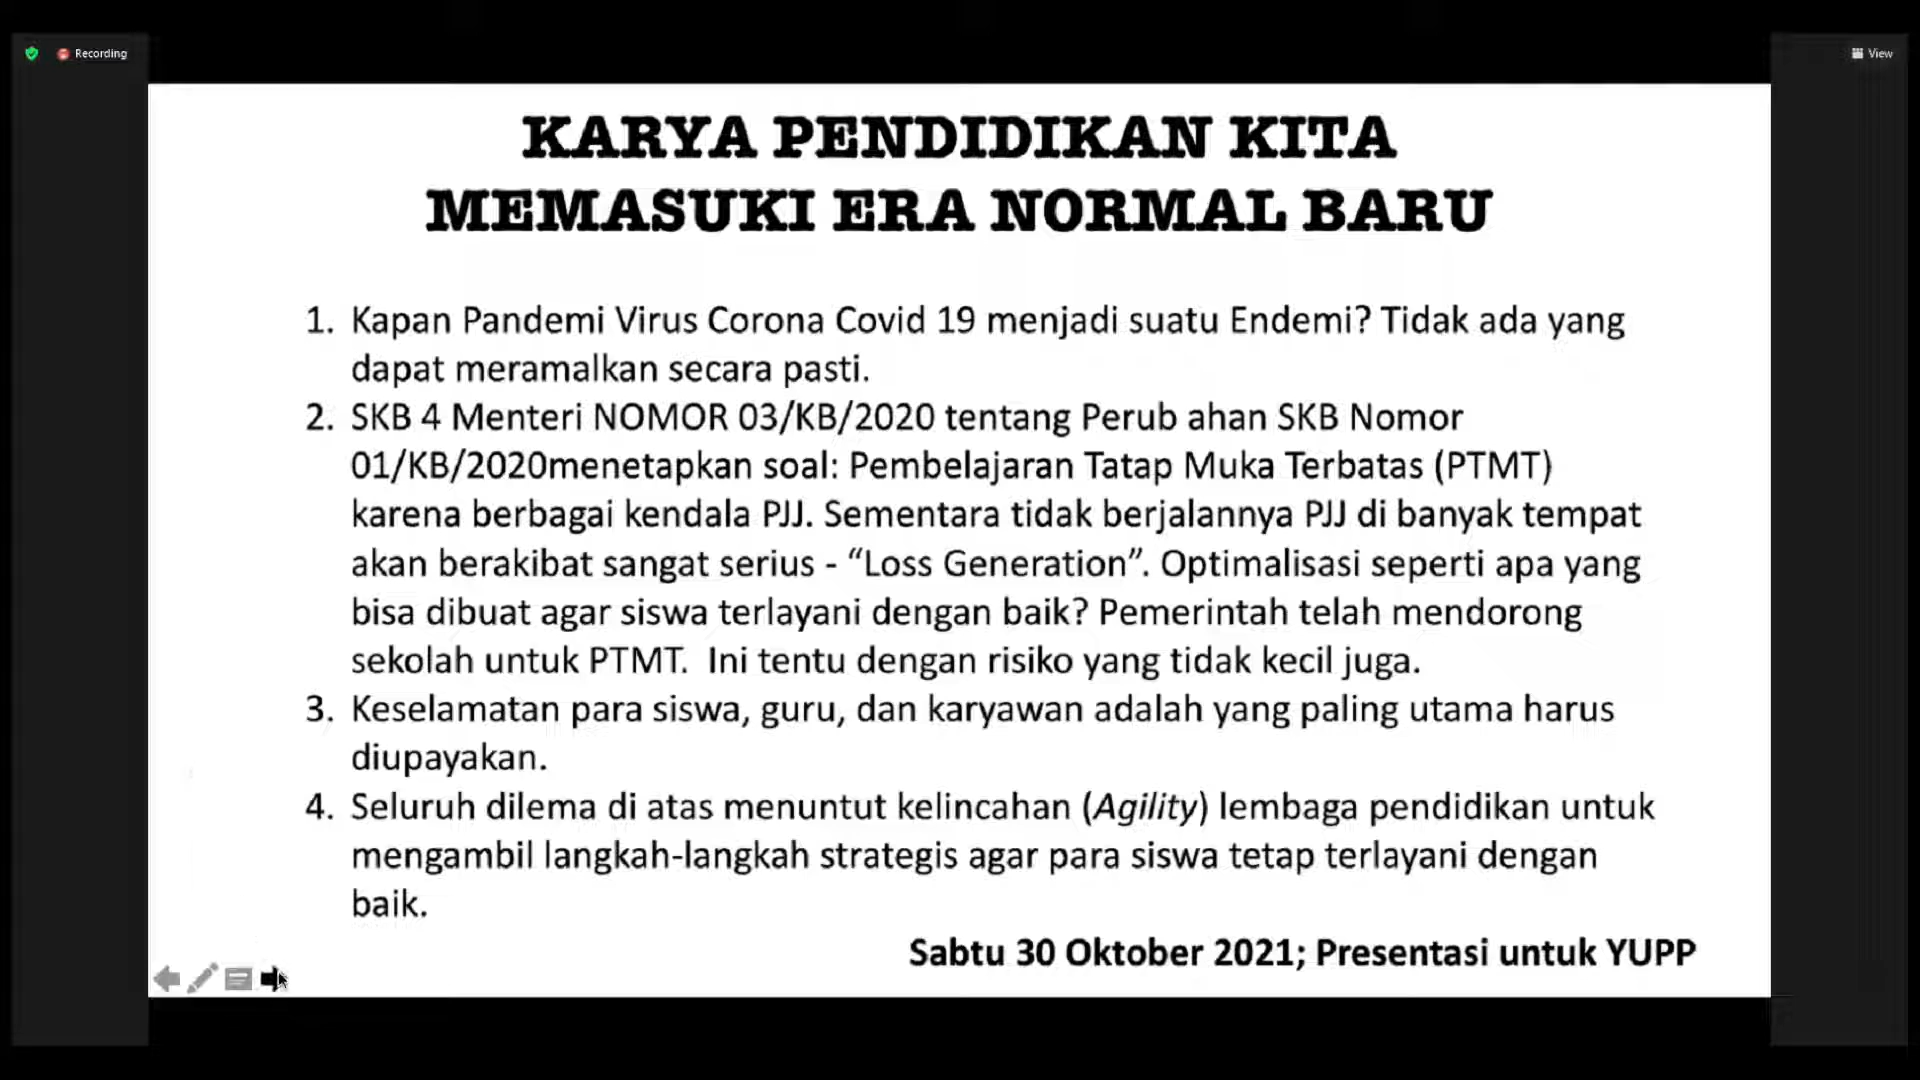 Recording
View
KARYA PENDIDIKAN KITA
MEMASUKI ERA NORMAL BARU
1. Kapan Pandemi Virus Corona Covid 19 menjadi suatu Endemi? Tidak ada yang
dapat meramalkan secara pasti.
2. SKB 4 Menteri NOMOR 03/KB/2020 tentang Perub ahan SKB Nomor
01/KB/2020menetapkan soal: Pembelajaran Tatap Muka Terbatas (PTMT)
karena berbagai kendala PJJ. Sementara tidak berjalannya PJJ di banyak tempat
akan berakibat sangat serius - “Loss Generation”. Optimalisasi seperti apa yang
bisa dibuat agar siswa terlayani dengan baik? Pemerintah telah mendorong
sekolah untuk PTMT.  Ini tentu dengan risiko yang tidak kecil juga.
3. Keselamatan para siswa, guru, dan karyawan adalah yang paling utama harus
diupayakan.
4. Seluruh dilema di atas menuntut kelincahan (Agility) lembaga pendidikan untuk
mengambil langkah-langkah strategis agar para siswa tetap terlayani dengan
baik.
Sabtu 30 Oktober 2021; Presentasi untuk YUPP